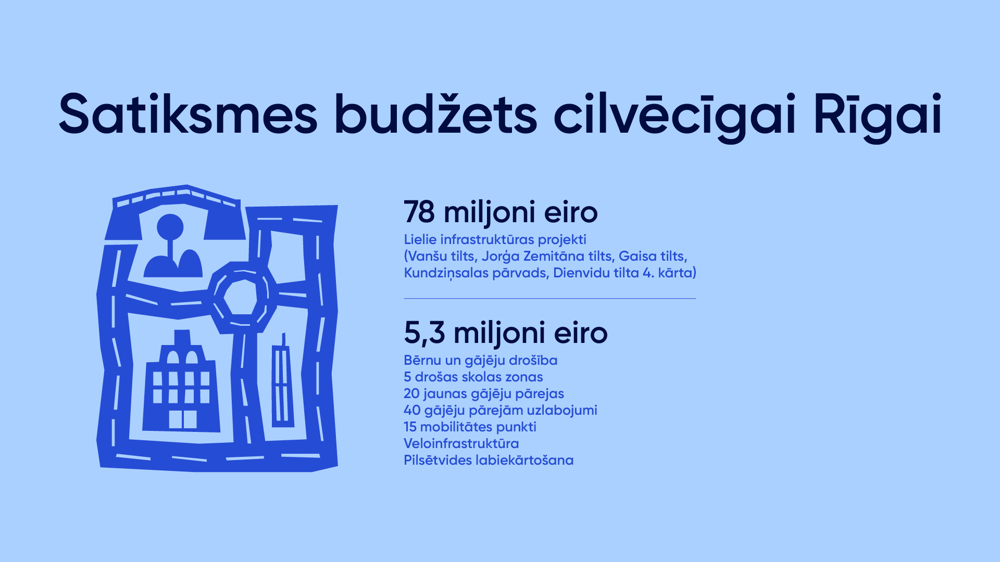 Satiksmes budžets cilvēcīgai Rīgai
78 miljoni eiro
Lielie infrastruktūras projekti
(Vanšu tilts, Jorģa Zemitāna tilts, Gaisa tilts,
Kundziņsalas pārvads, Dienvidu tilta 4. kārta)
5,3 miljoni eiro
Bērnu un gājēju drošība
5 drošas skolas zonas
20 jaunas gājēju pārejas
40 gājēju pārejām uzlabojumi
15 mobilitātes punkti
Veloinfrastruktūra
Pilsētvides labiekārtošana